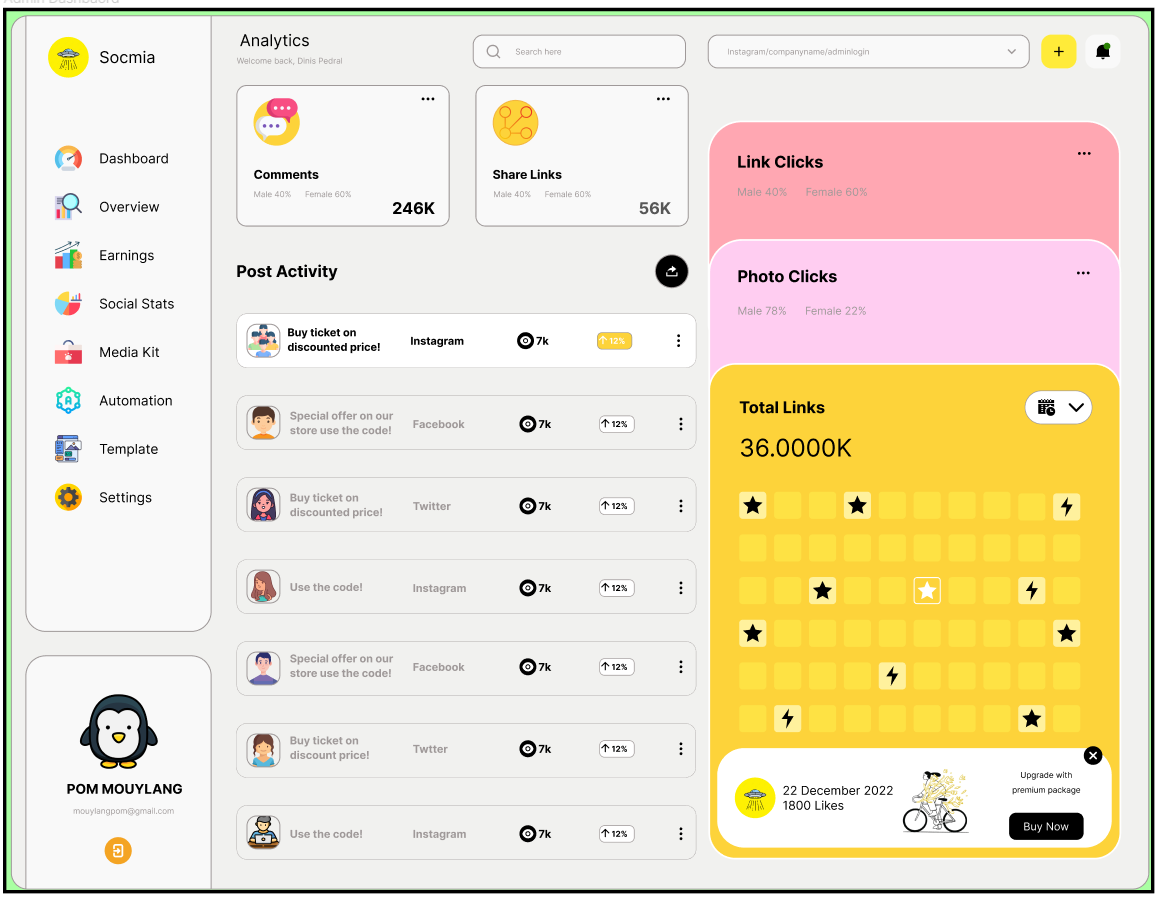 Admin Dashboard
Socmia
Dashboard
Overview
Earnings
Social Stats
Media Kit
Automation
Template
Settings
POM MOUYLANG
mouylangpom@gmail.com
Analytics
Welcome back, Dinis Pedral
Search here
Instagram/companyname/adminlogin
+
Comments
Male 40% Female 60%
246K
Share Links
Male 40% Female 60%
56K
Post Activity
Buy ticket on
discounted price!
Instagram
7k
12%
Special offer on our
store use the code!
Facebook
7k
12%
Buy ticket on
discounted price!
Twitter
7k
12%
Use the code!
Instagram
7k
12%
Special offer on our
store use the code!
Facebook
7k
12%
Buy ticket on
discount price!
Twtter
7k
12%
Use the code!
Instagram
7k
12%
Link Clicks
Male 40% Female 60%
Photo Clicks
Male 78% Female 22%
Total Links
36.0000K
22 December 2022
1800 Likes
Upgrade with
premium package
Buy Now